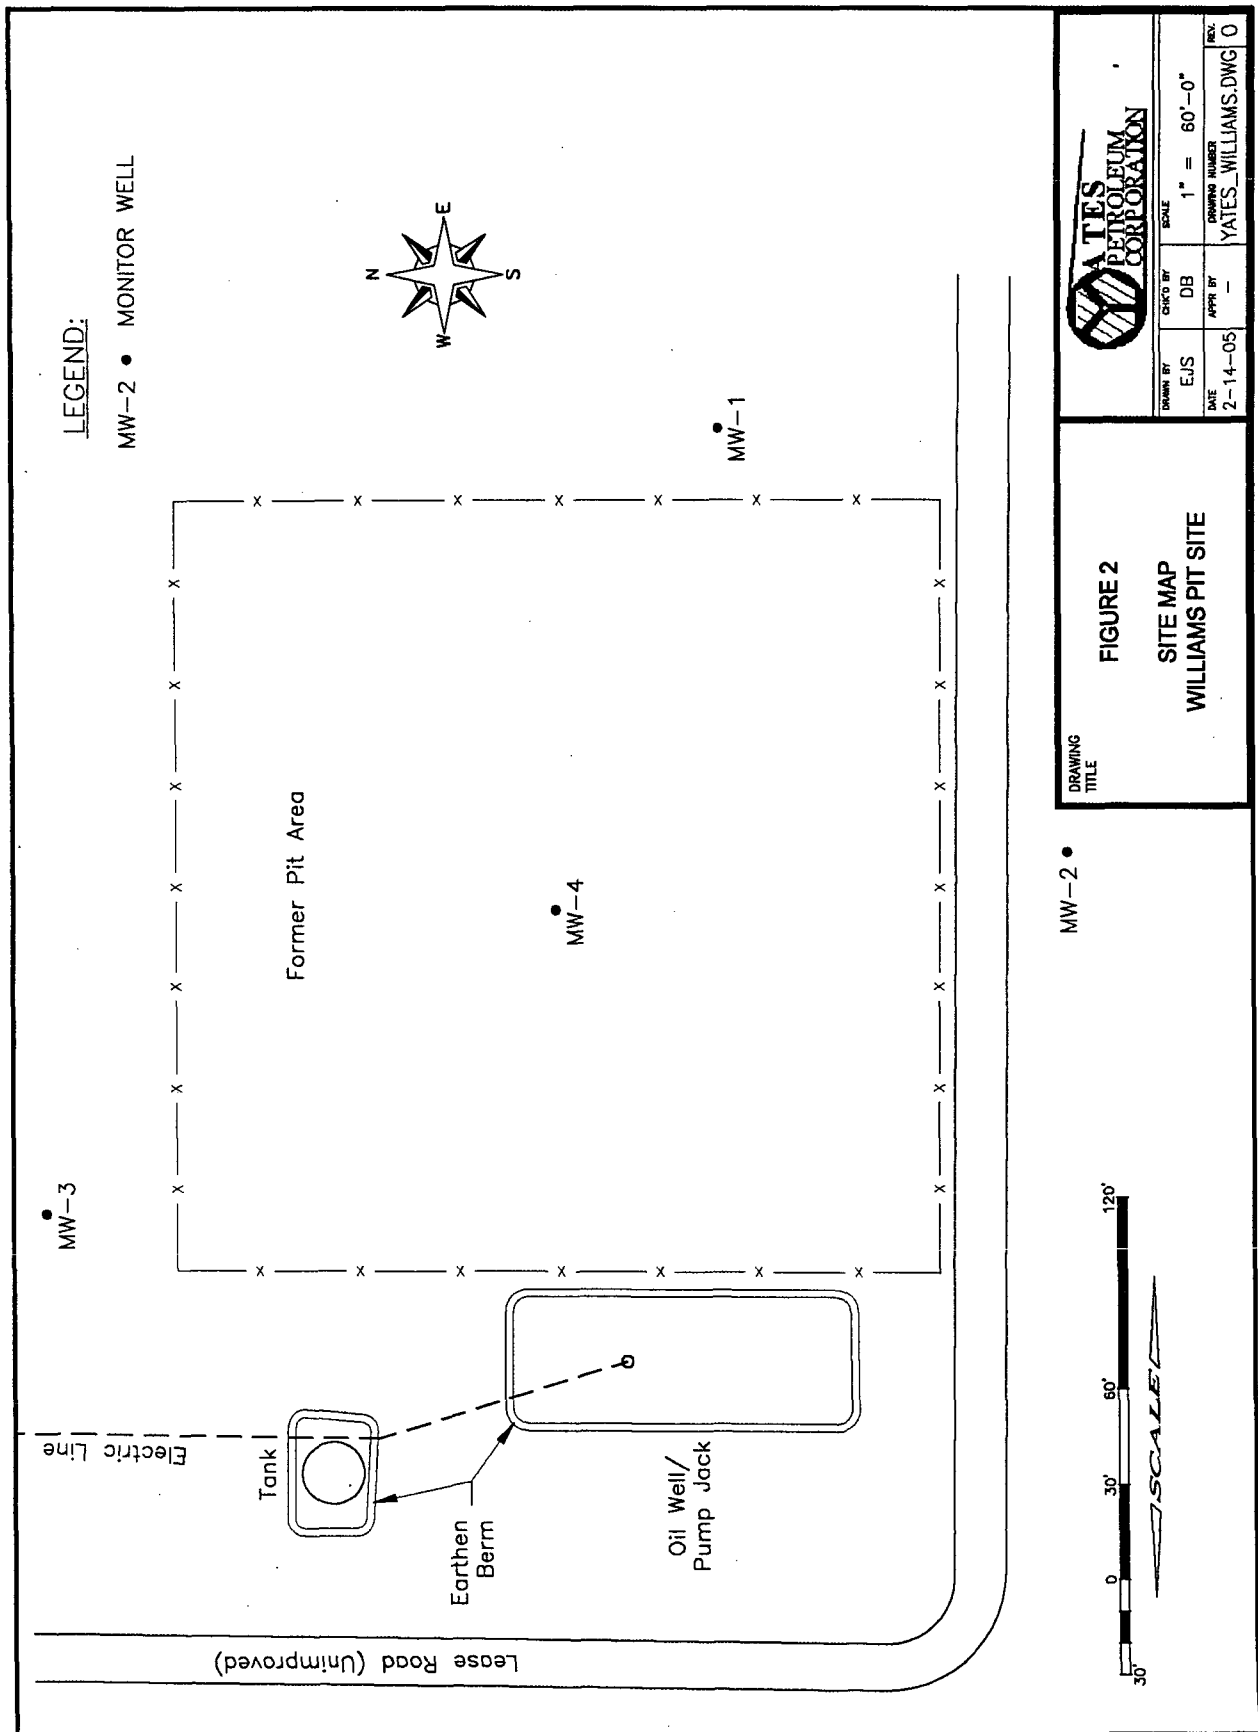 LEGEND:
MW-2 • MONITOR WELL
N
W
E
S
MW-3
Electric Line
Tank
Former Pit Area
Earthen
Berm
MW-4
Oil Well/
Pump Jack
MW-1
Lease Road (Unimproved)
MW-2 •
30'
0
30'
60'
120'
SCALE
DRAWING
TITLE
FIGURE 2
SITE MAP
WILLIAMS PIT SITE
YATES
PETROLEUM
CORPORATION
DRAWN BY
EJS
CHK'D BY
DB
SCALE
1" = 60'-0"
DATE
2-14-05
APPR BY
-
DRAWING NUMBER
YATES_WILLIAMS.DWG
REV.
0